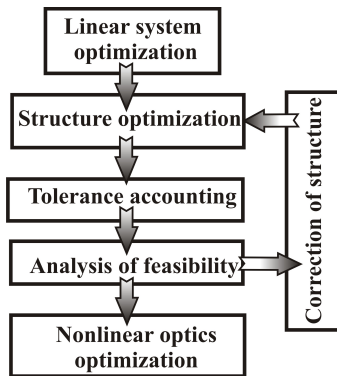 Linear system
optimization
Structure optimization
Tolerance accounting
Analysis of feasibility
Nonlinear optics
optimization
Correction of structure